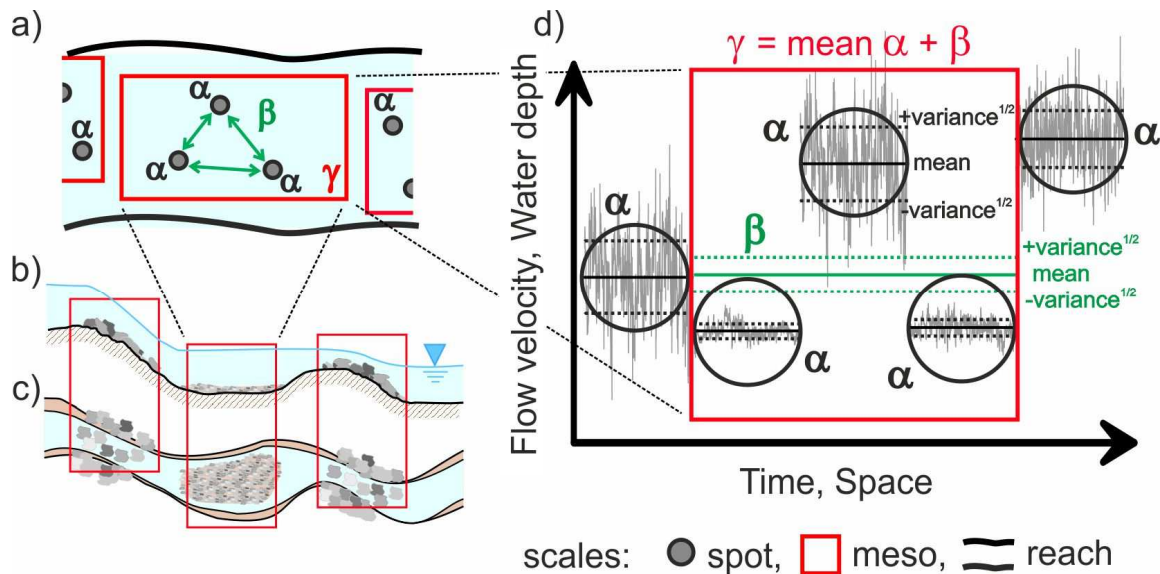 a)
α
α
α
α
α
β
γ
α
b)
c)
d)
γ = mean α + β
Flow velocity, Water depth
α
+variance1/2
mean
-variance1/2
α
α
β
+variance1/2
mean
-variance1/2
α
α
Time, Space
scales: spot, meso, reach